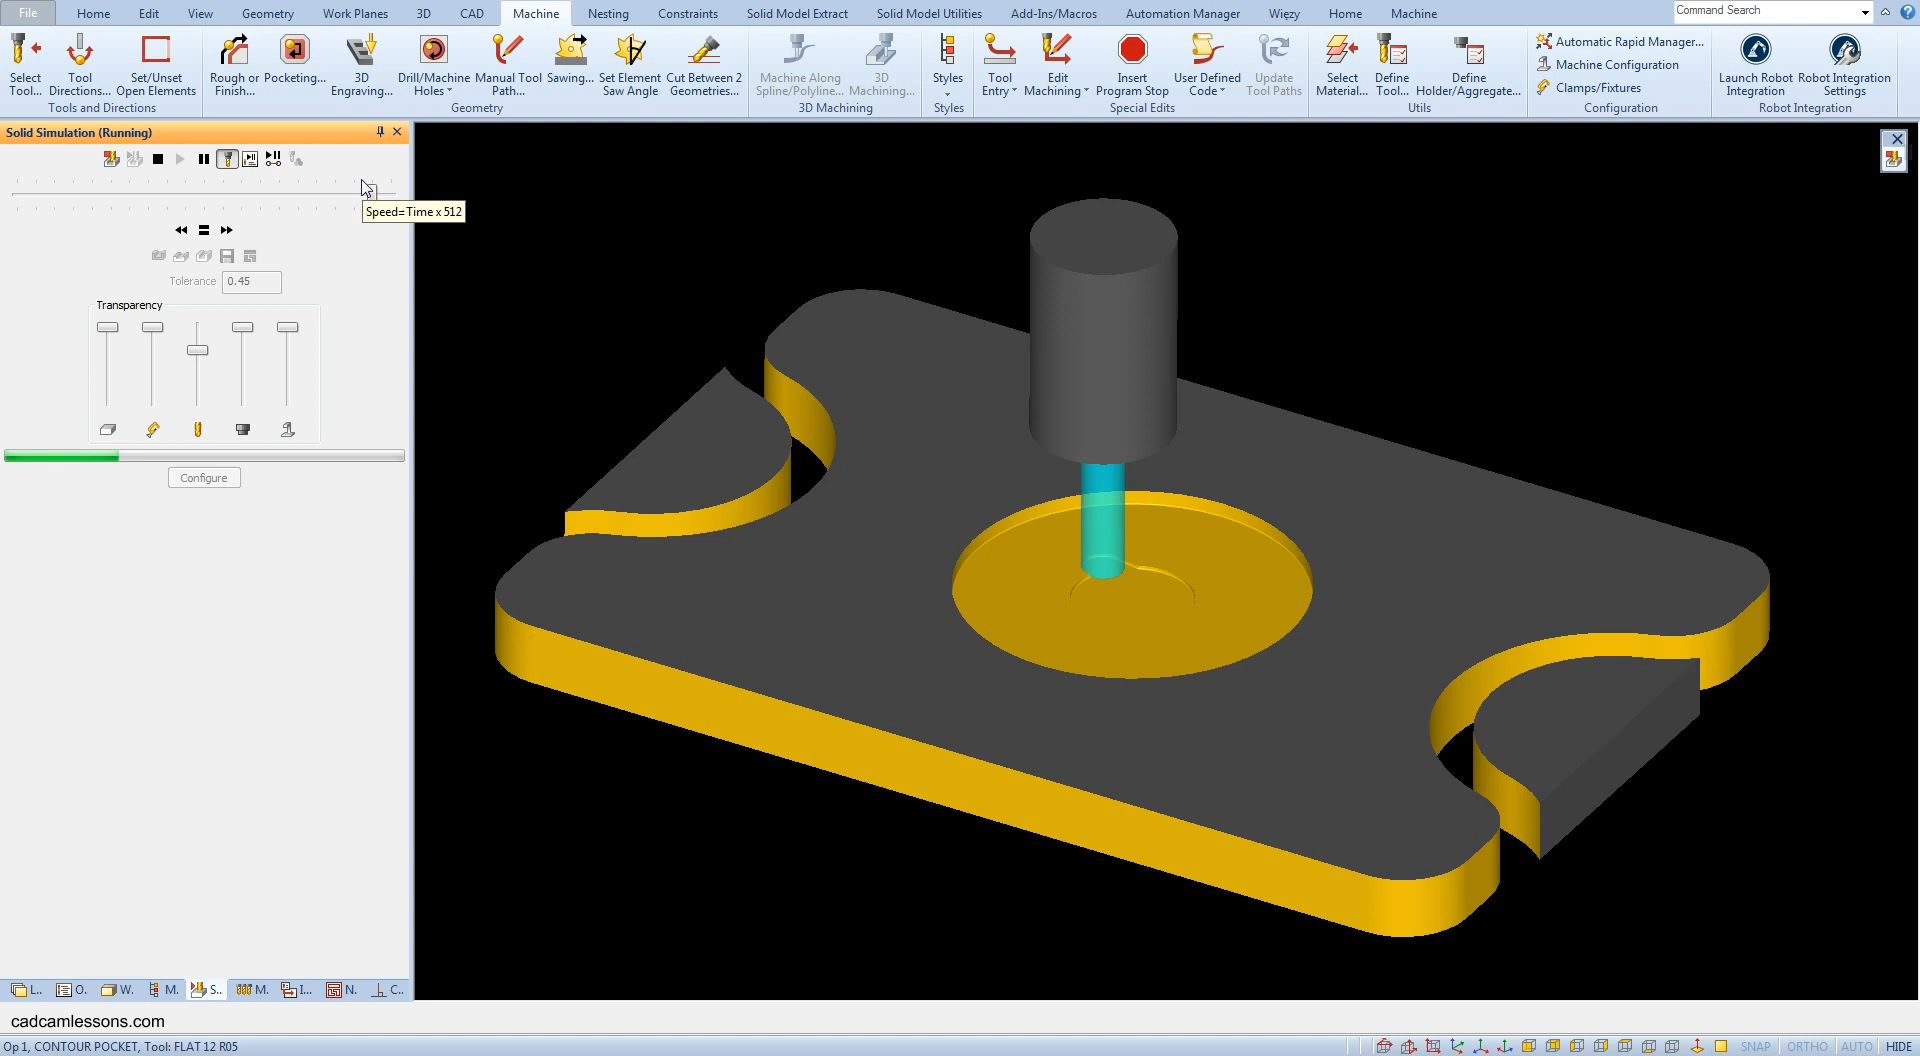 File Home Edit View Geometry Work Planes 3D CAD Machine Nesting Constraints Solid Model Extract Solid Model Utilities Add-Ins/Macros Automation Manager Więzy Home Machine Command Search
Select Tool...
Tool Directions...
Set/Unset Open Elements
Tools and Directions
Rough or Finish...
Pocketing...
3D Engraving...
Drill/Machine Holes
Manual Tool Path...
Sawing...
Set Element Saw Angle
Cut Between 2 Geometries...
Geometry
Machine Along Spline/Polyline...
3D Machining...
3D Machining
Styles
Styles
Tool Entry
Edit Machining
Insert Program Stop
User Defined Code
Update Tool Paths
Special Edits
Select Material...
Define Tool...
Define Holder/Aggregate...
Utils
Automatic Rapid Manager...
Machine Configuration
Clamps/Fixtures
Configuration
Launch Robot Integration
Robot Integration Settings
Robot Integration
Solid Simulation (Running)
Speed=Time x 512
Tolerance 0.45
Transparency
Configure
L.. O. W. M. S.. M. I... N. C..
cadcamlessons.com
Op 1, CONTOUR POCKET, Tool: FLAT 12 R05
SNAP ORTHO AUTO HIDE